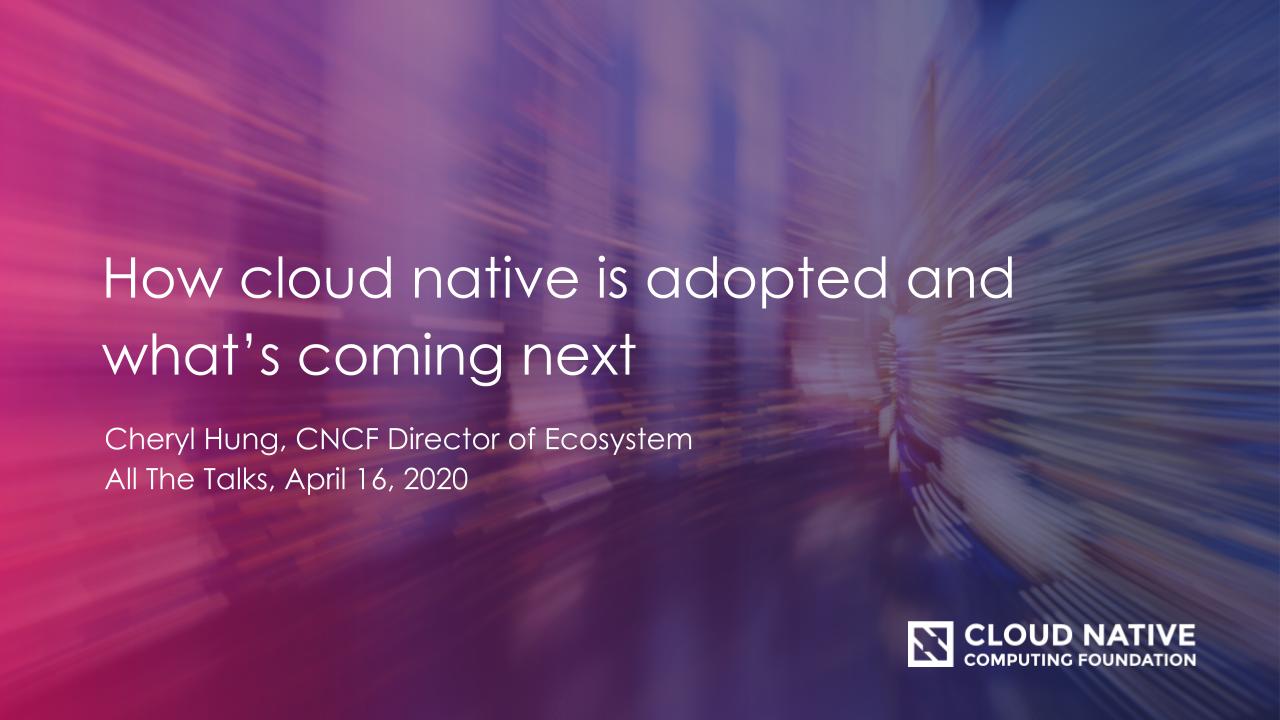 How cloud native is adopted and
what’s coming next
Cheryl Hung, CNCF Director of Ecosystem
All The Talks, April 16, 2020
CLOUD NATIVE
COMPUTING FOUNDATION